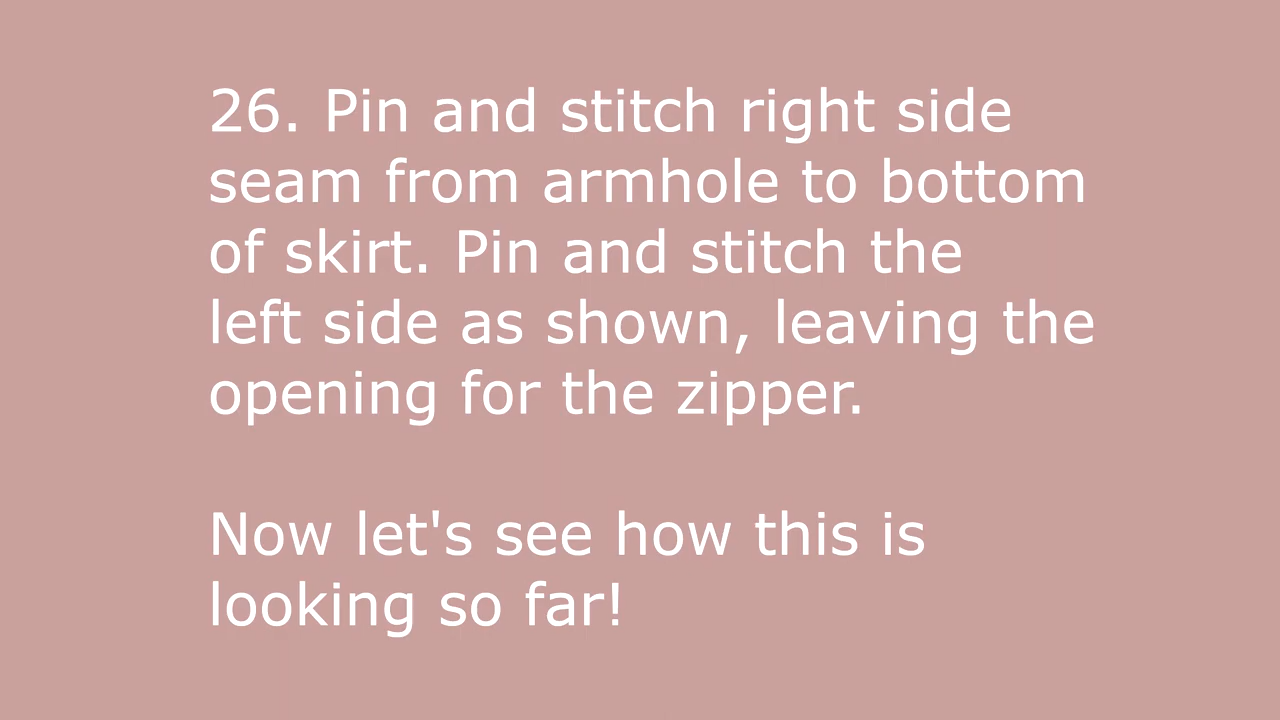 26. Pin and stitch right side
seam from armhole to bottom
of skirt. Pin and stitch the
left side as shown, leaving the
opening for the zipper.
Now let's see how this is
looking so far!